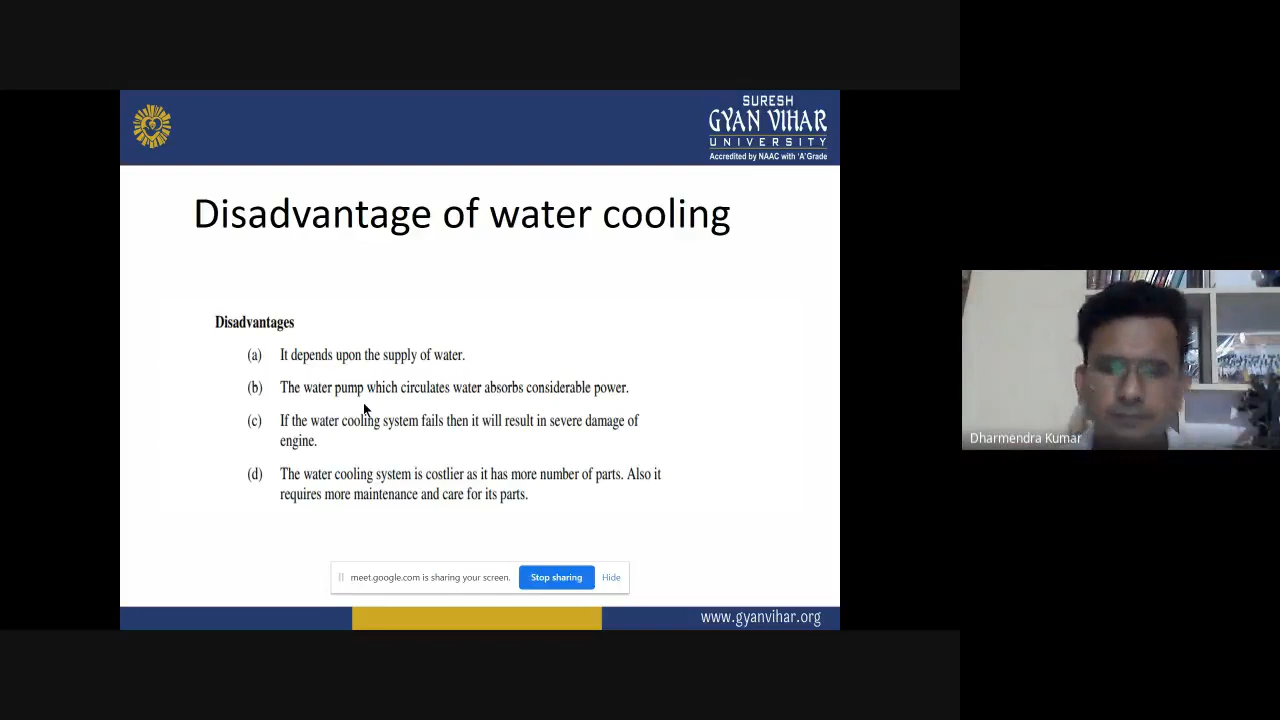 SURESH
GYAN VIHAR
UNIVERSITY
Accredited by NAAC with 'A' Grade
Disadvantage of water cooling
Disadvantages
(a) It depends upon the supply of water.
(b) The water pump which circulates water absorbs considerable power.
(c) If the water cooling system fails then it will result in severe damage of
engine.
(d) The water cooling system is costlier as it has more number of parts. Also it
requires more maintenance and care for its parts.
meet.google.com is sharing your screen.
Stop sharing
Hide
www.gyanvihar.org
Dharmendra Kumar